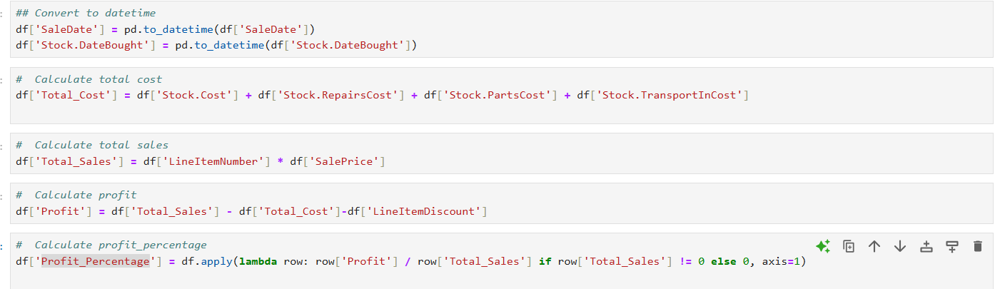 ## Convert to datetime
df['SaleDate'] = pd.to_datetime(df['SaleDate'])
df['Stock.DateBought'] = pd.to_datetime(df['Stock.DateBought'])
#  Calculate total cost
df['Total_Cost'] = df['Stock.Cost'] + df['Stock.RepairsCost'] + df['Stock.PartsCost'] + df['Stock.TransportInCost']
#  Calculate total sales
df['Total_Sales'] = df['LineItemNumber'] * df['SalePrice']
#  Calculate profit
df['Profit'] = df['Total_Sales'] - df['Total_Cost']-df['LineItemDiscount']
#  Calculate profit_percentage
df['Profit_Percentage'] = df.apply(lambda row: row['Profit'] / row['Total_Sales'] if row['Total_Sales'] != 0 else 0, axis=1)